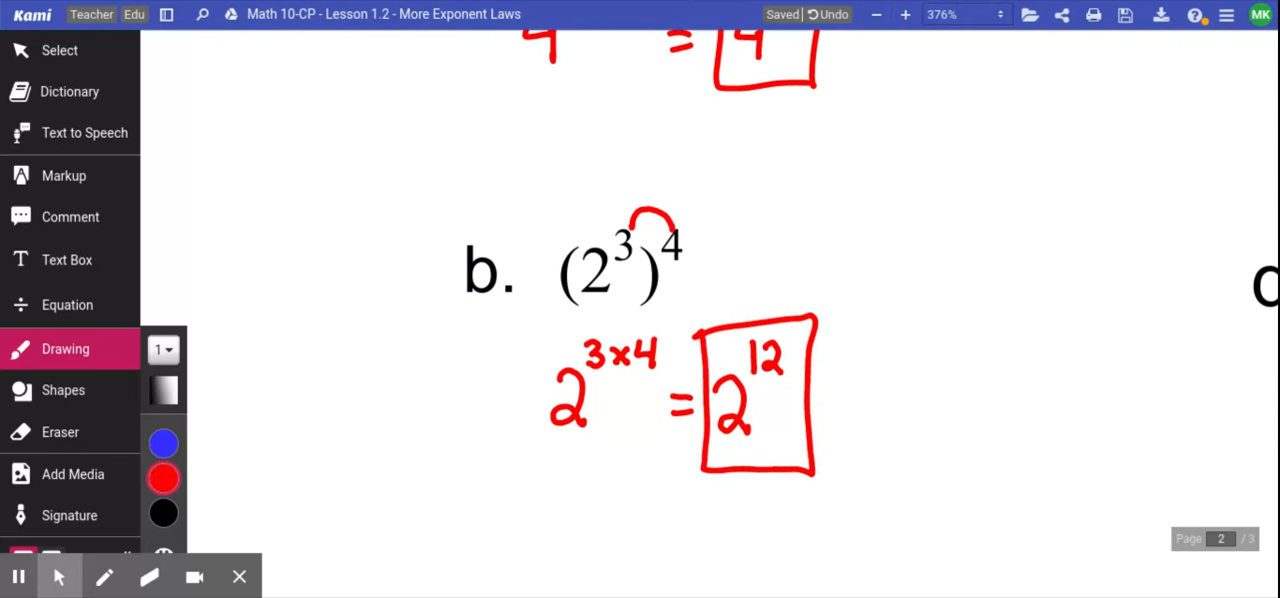 Kami Teacher Edu Math 10-CP - Lesson 1.2 - More Exponent Laws Saved Undo 376% MK
Select
Dictionary
Text to Speech
Markup
Comment
Text Box
Equation
Drawing
1
Shapes
Eraser
Add Media
Signature
4 = 4
b. (2³)⁴
2³ˣ⁴ = 2¹²
Page 2 / 3